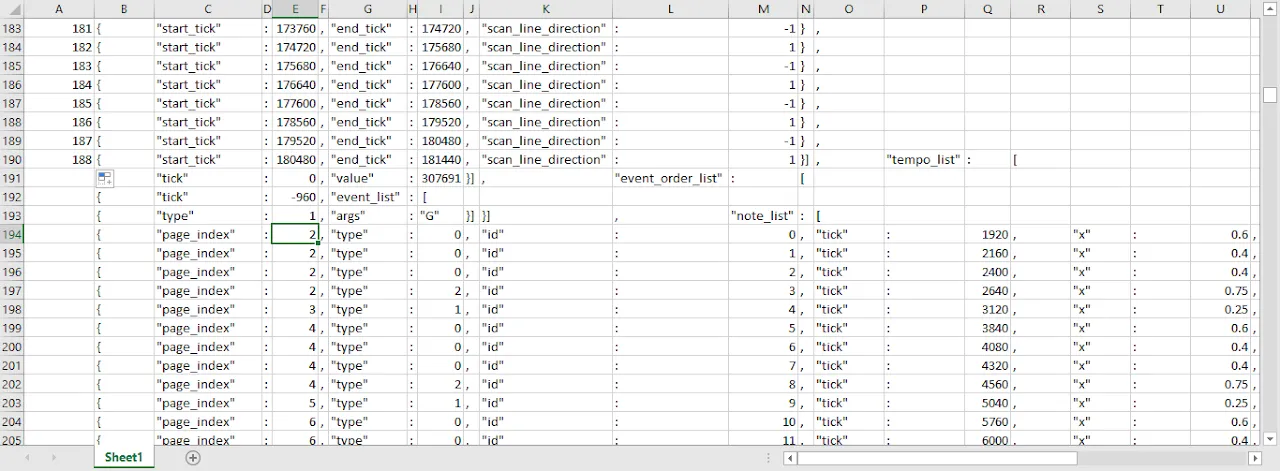 A B C D E F G H I J K L M N O P Q R S T U
183 181 { "start_tick" : 173760 , "end_tick" : 174720 , "scan_line_direction" : -1 } ,
184 182 { "start_tick" : 174720 , "end_tick" : 175680 , "scan_line_direction" : 1 } ,
185 183 { "start_tick" : 175680 , "end_tick" : 176640 , "scan_line_direction" : -1 } ,
186 184 { "start_tick" : 176640 , "end_tick" : 177600 , "scan_line_direction" : 1 } ,
187 185 { "start_tick" : 177600 , "end_tick" : 178560 , "scan_line_direction" : -1 } ,
188 186 { "start_tick" : 178560 , "end_tick" : 179520 , "scan_line_direction" : 1 } ,
189 187 { "start_tick" : 179520 , "end_tick" : 180480 , "scan_line_direction" : -1 } ,
190 188 { "start_tick" : 180480 , "end_tick" : 181440 , "scan_line_direction" : 1 }] , "tempo_list" : [
191 "tick" : 0 , "value" : 307691 }] , "event_order_list" : [
192 { "tick" : -960 , "event_list" : [
193 { "type" : 1 , "args" : "G" }] }] , "note_list" : [
194 { "page_index" : 2 , "type" : 0 , "id" : 0 , "tick" : 1920 , "x" : 0.6 ,
195 { "page_index" : 2 , "type" : 0 , "id" : 1 , "tick" : 2160 , "x" : 0.4 ,
196 { "page_index" : 2 , "type" : 0 , "id" : 2 , "tick" : 2400 , "x" : 0.4 ,
197 { "page_index" : 2 , "type" : 2 , "id" : 3 , "tick" : 2640 , "x" : 0.75 ,
198 { "page_index" : 3 , "type" : 1 , "id" : 4 , "tick" : 3120 , "x" : 0.25 ,
199 { "page_index" : 4 , "type" : 0 , "id" : 5 , "tick" : 3840 , "x" : 0.6 ,
200 { "page_index" : 4 , "type" : 0 , "id" : 6 , "tick" : 4080 , "x" : 0.4 ,
201 { "page_index" : 4 , "type" : 0 , "id" : 7 , "tick" : 4320 , "x" : 0.4 ,
202 { "page_index" : 4 , "type" : 2 , "id" : 8 , "tick" : 4560 , "x" : 0.75 ,
203 { "page_index" : 5 , "type" : 1 , "id" : 9 , "tick" : 5040 , "x" : 0.25 ,
204 { "page_index" : 6 , "type" : 0 , "id" : 10 , "tick" : 5760 , "x" : 0.6 ,
205 { "page_index" : 6 , "type" : 0 , "id" : 11 , "tick" : 6000 , "x" : 0.4 ,
Sheet1